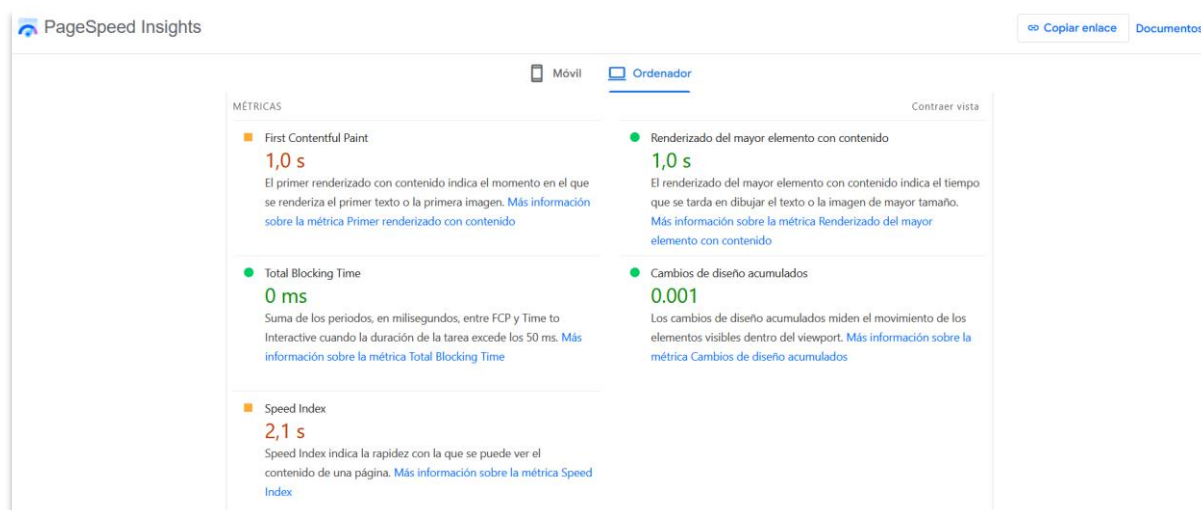 PageSpeed Insights
Copiar enlace
Documentos
Móvil
Ordenador
MÉTRICAS
Contraer vista
First Contentful Paint
1,0 s
El primer renderizado con contenido indica el momento en el que
se renderiza el primer texto o la primera imagen. Más información
sobre la métrica Primer renderizado con contenido
Renderizado del mayor elemento con contenido
1,0 s
El renderizado del mayor elemento con contenido indica el tiempo
que se tarda en dibujar el texto o la imagen de mayor tamaño.
Más información sobre la métrica Renderizado del mayor
elemento con contenido
Total Blocking Time
0 ms
Suma de los periodos, en milisegundos, entre FCP y Time to
Interactive cuando la duración de la tarea excede los 50 ms. Más
información sobre la métrica Total Blocking Time
Cambios de diseño acumulados
0.001
Los cambios de diseño acumulados miden el movimiento de los
elementos visibles dentro del viewport. Más información sobre la
métrica Cambios de diseño acumulados
Speed Index
2,1 s
Speed Index indica la rapidez con la que se puede ver el
contenido de una página. Más información sobre la métrica Speed
Index